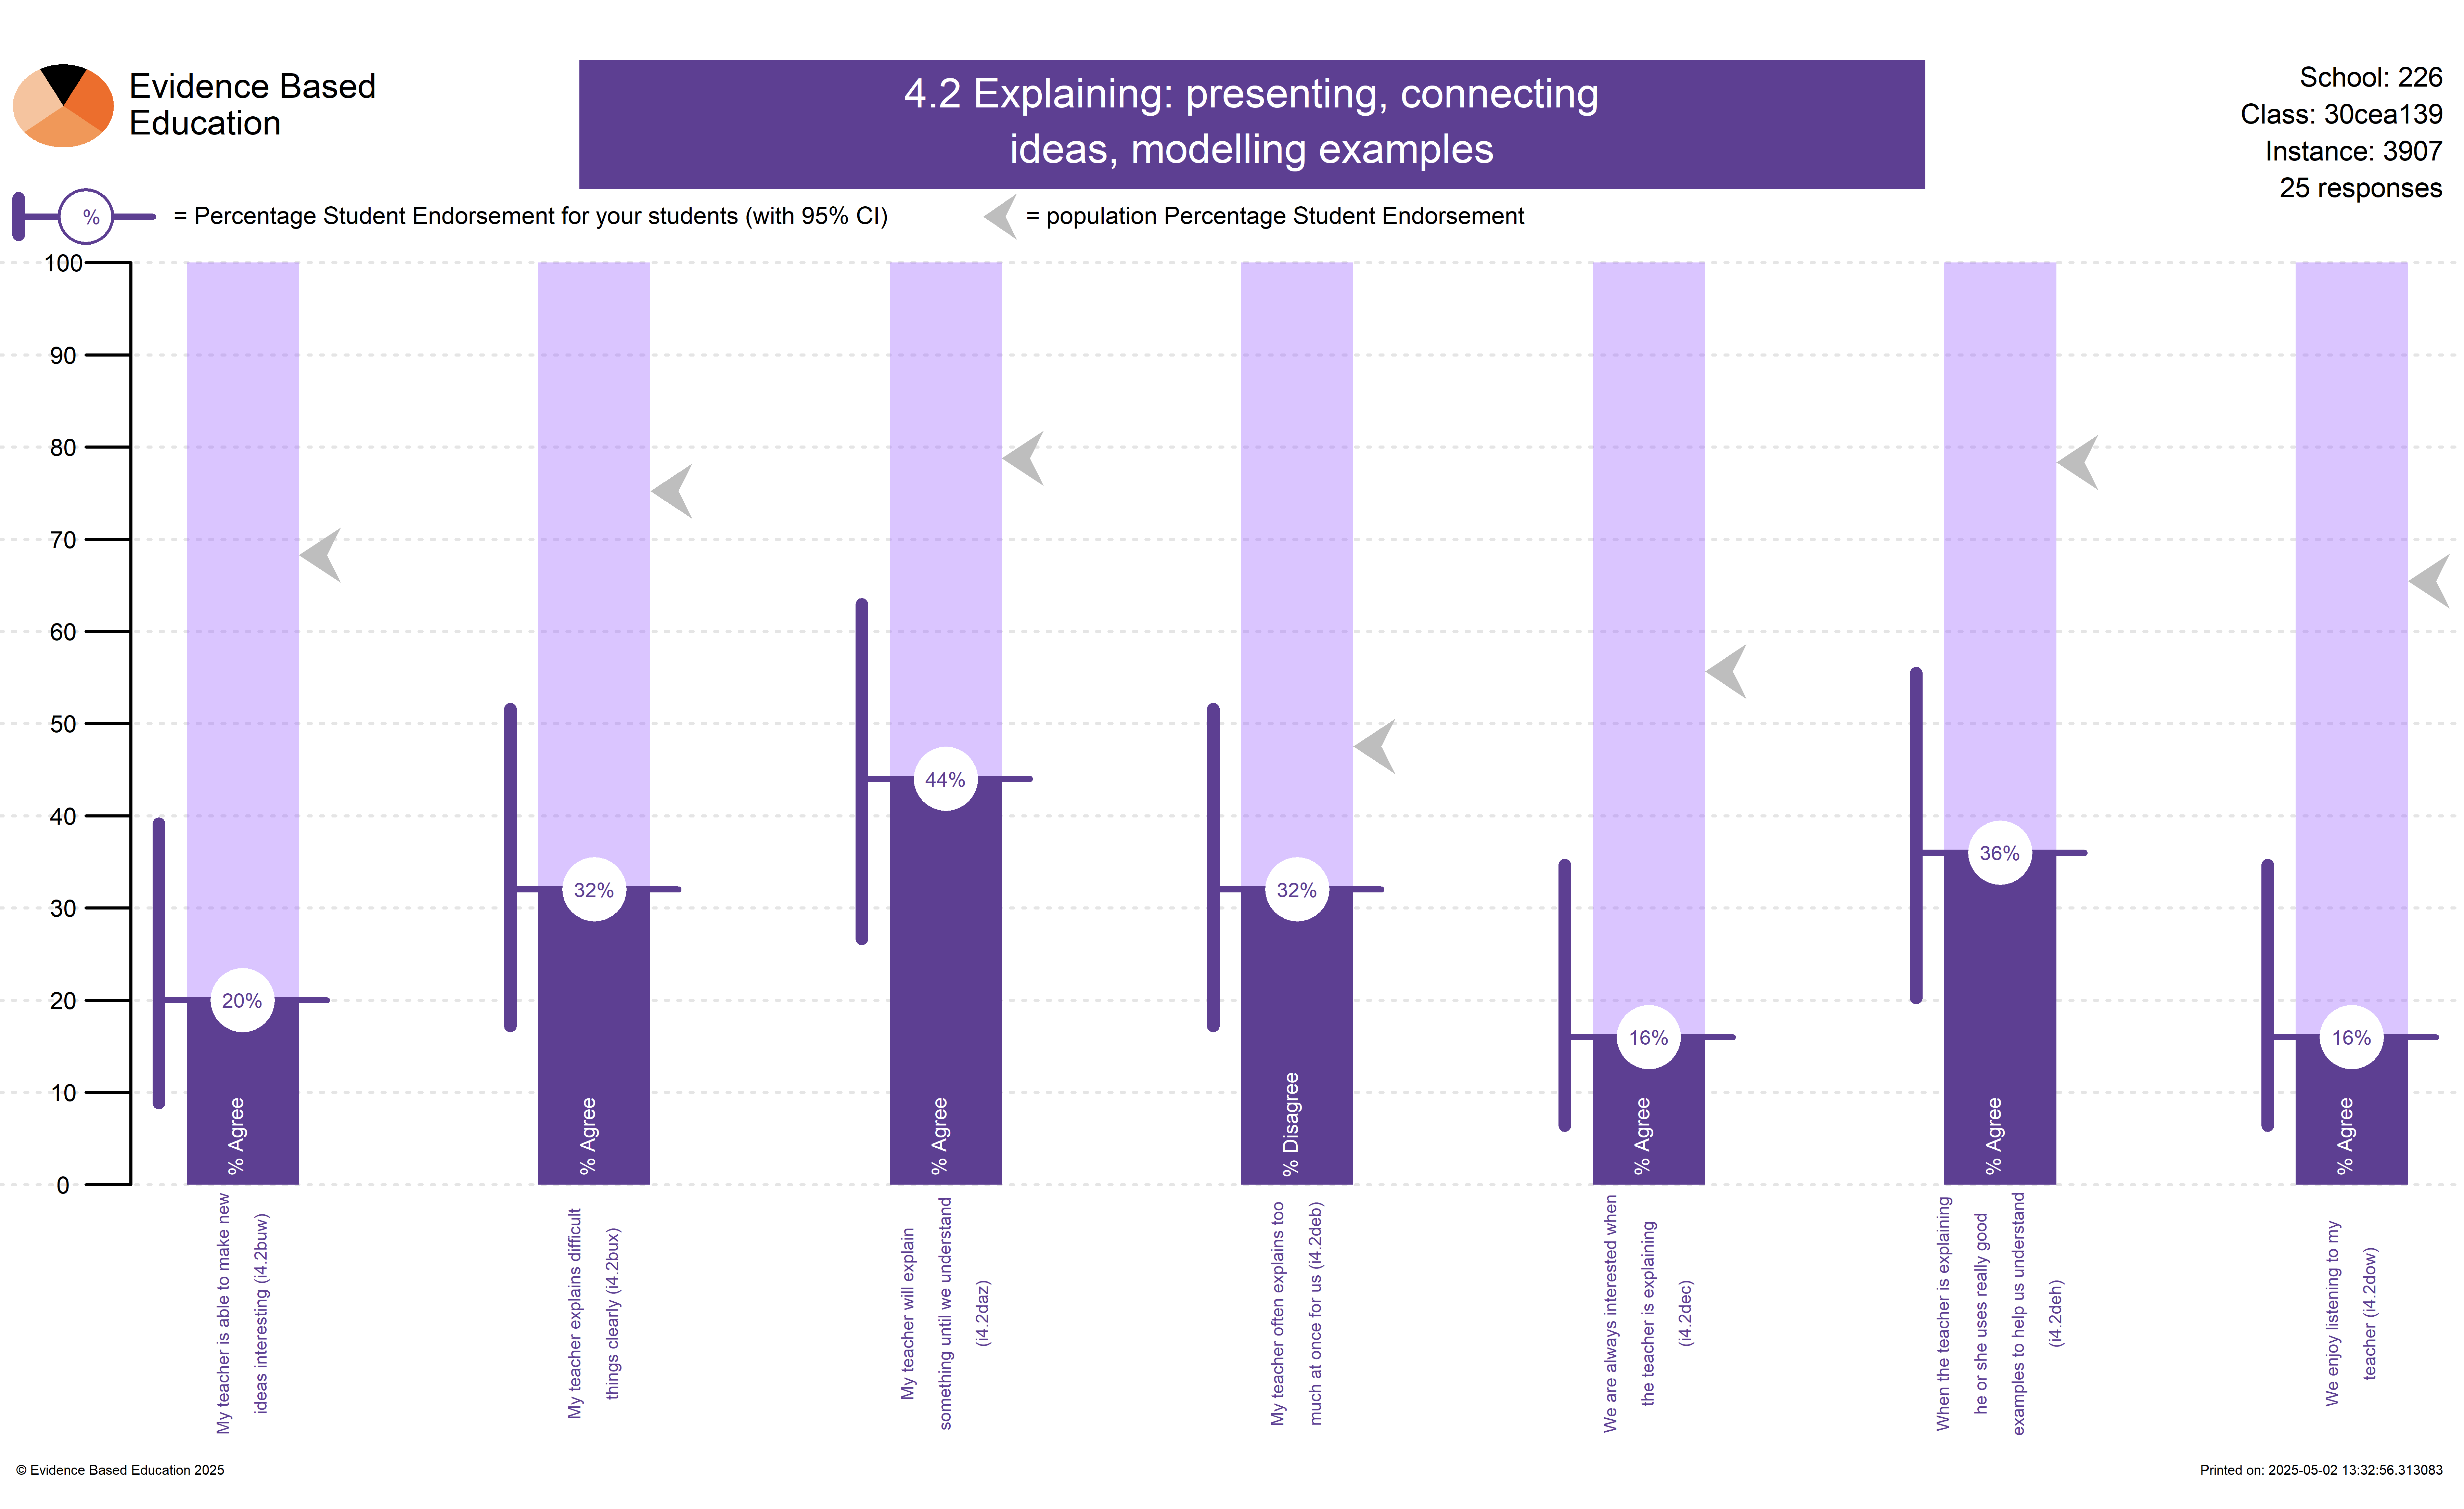 Evidence Based
Education
4.2 Explaining: presenting, connecting
ideas, modelling examples
School: 226
Class: 30cea139
Instance: 3907
25 responses
%
= Percentage Student Endorsement for your students (with 95% CI)
= population Percentage Student Endorsement
100
90
80
70
60
50
40
30
20
10
0
20%
32%
44%
32%
16%
36%
16%
% Agree
% Agree
% Agree
% Disagree
% Agree
% Agree
% Agree
My teacher is able to make new
ideas interesting (i4.2buw)
My teacher explains difficult
things clearly (i4.2bux)
My teacher will explain
something until we understand
(i4.2daz)
My teacher often explains too
much at once for us (i4.2deb)
We are always interested when
the teacher is explaining
(i4.2dec)
When the teacher is explaining
he or she uses really good
examples to help us understand
(i4.2deh)
We enjoy listening to my
teacher (i4.2dow)
© Evidence Based Education 2025
Printed on: 2025-05-02 13:32:56.313083